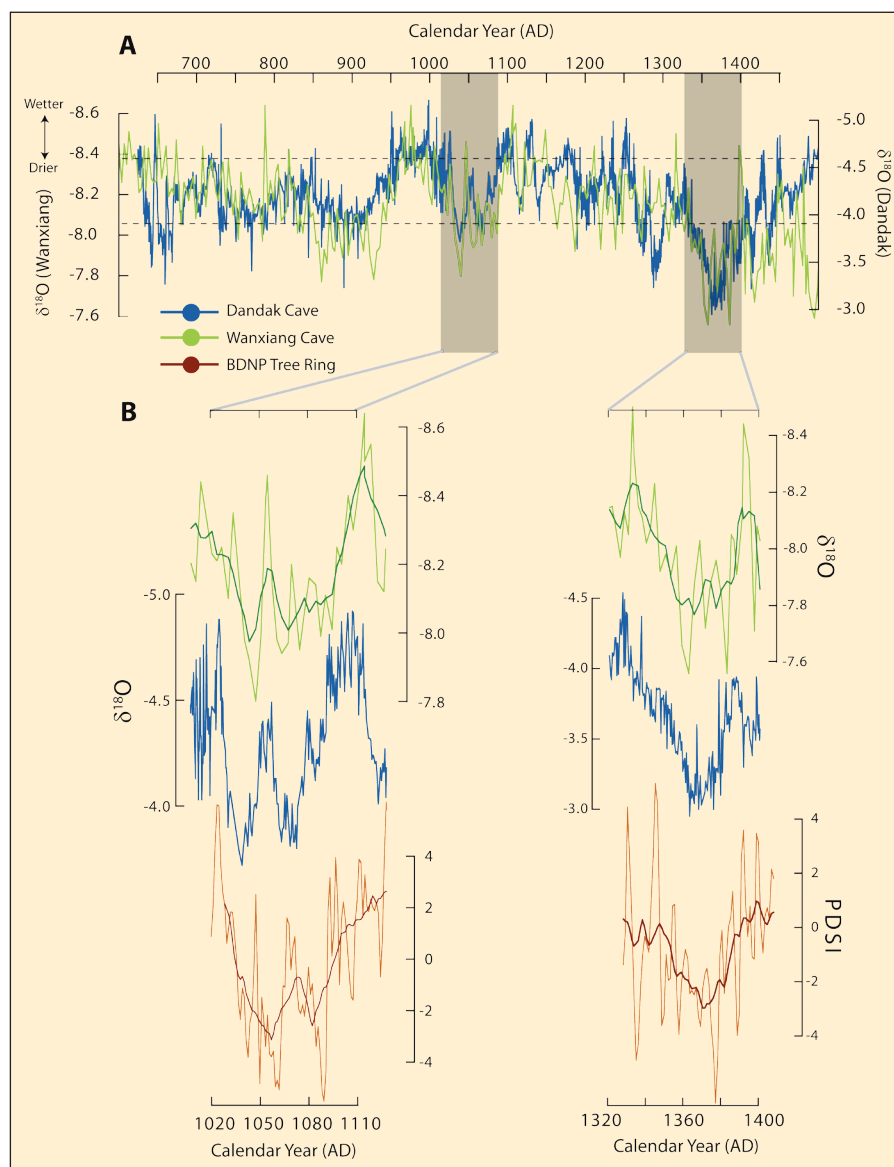 Calendar Year (AD)
A
700 800 900 1000 1100 1200 1300 1400
Wetter
Drier
-8.6
-8.4
-8.2
-8.0
-7.8
-7.6
δ¹⁸O (Wanxiang)
-5.0
-4.5
-4.0
-3.5
-3.0
δ¹⁸O (Dandak)
Dandak Cave
Wanxiang Cave
BDNP Tree Ring
B
-8.6
-8.4
-8.2
-8.0
-7.8
-5.0
-4.5
-4.0
δ¹⁸O
4
2
0
-2
-4
1020 1050 1080 1110
Calendar Year (AD)
-8.4
-8.2
-8.0
-7.8
-7.6
δ¹⁸O
-4.5
-4.0
-3.5
-3.0
4
2
0
-2
-4
PDSI
1320 1360 1400
Calendar Year (AD)